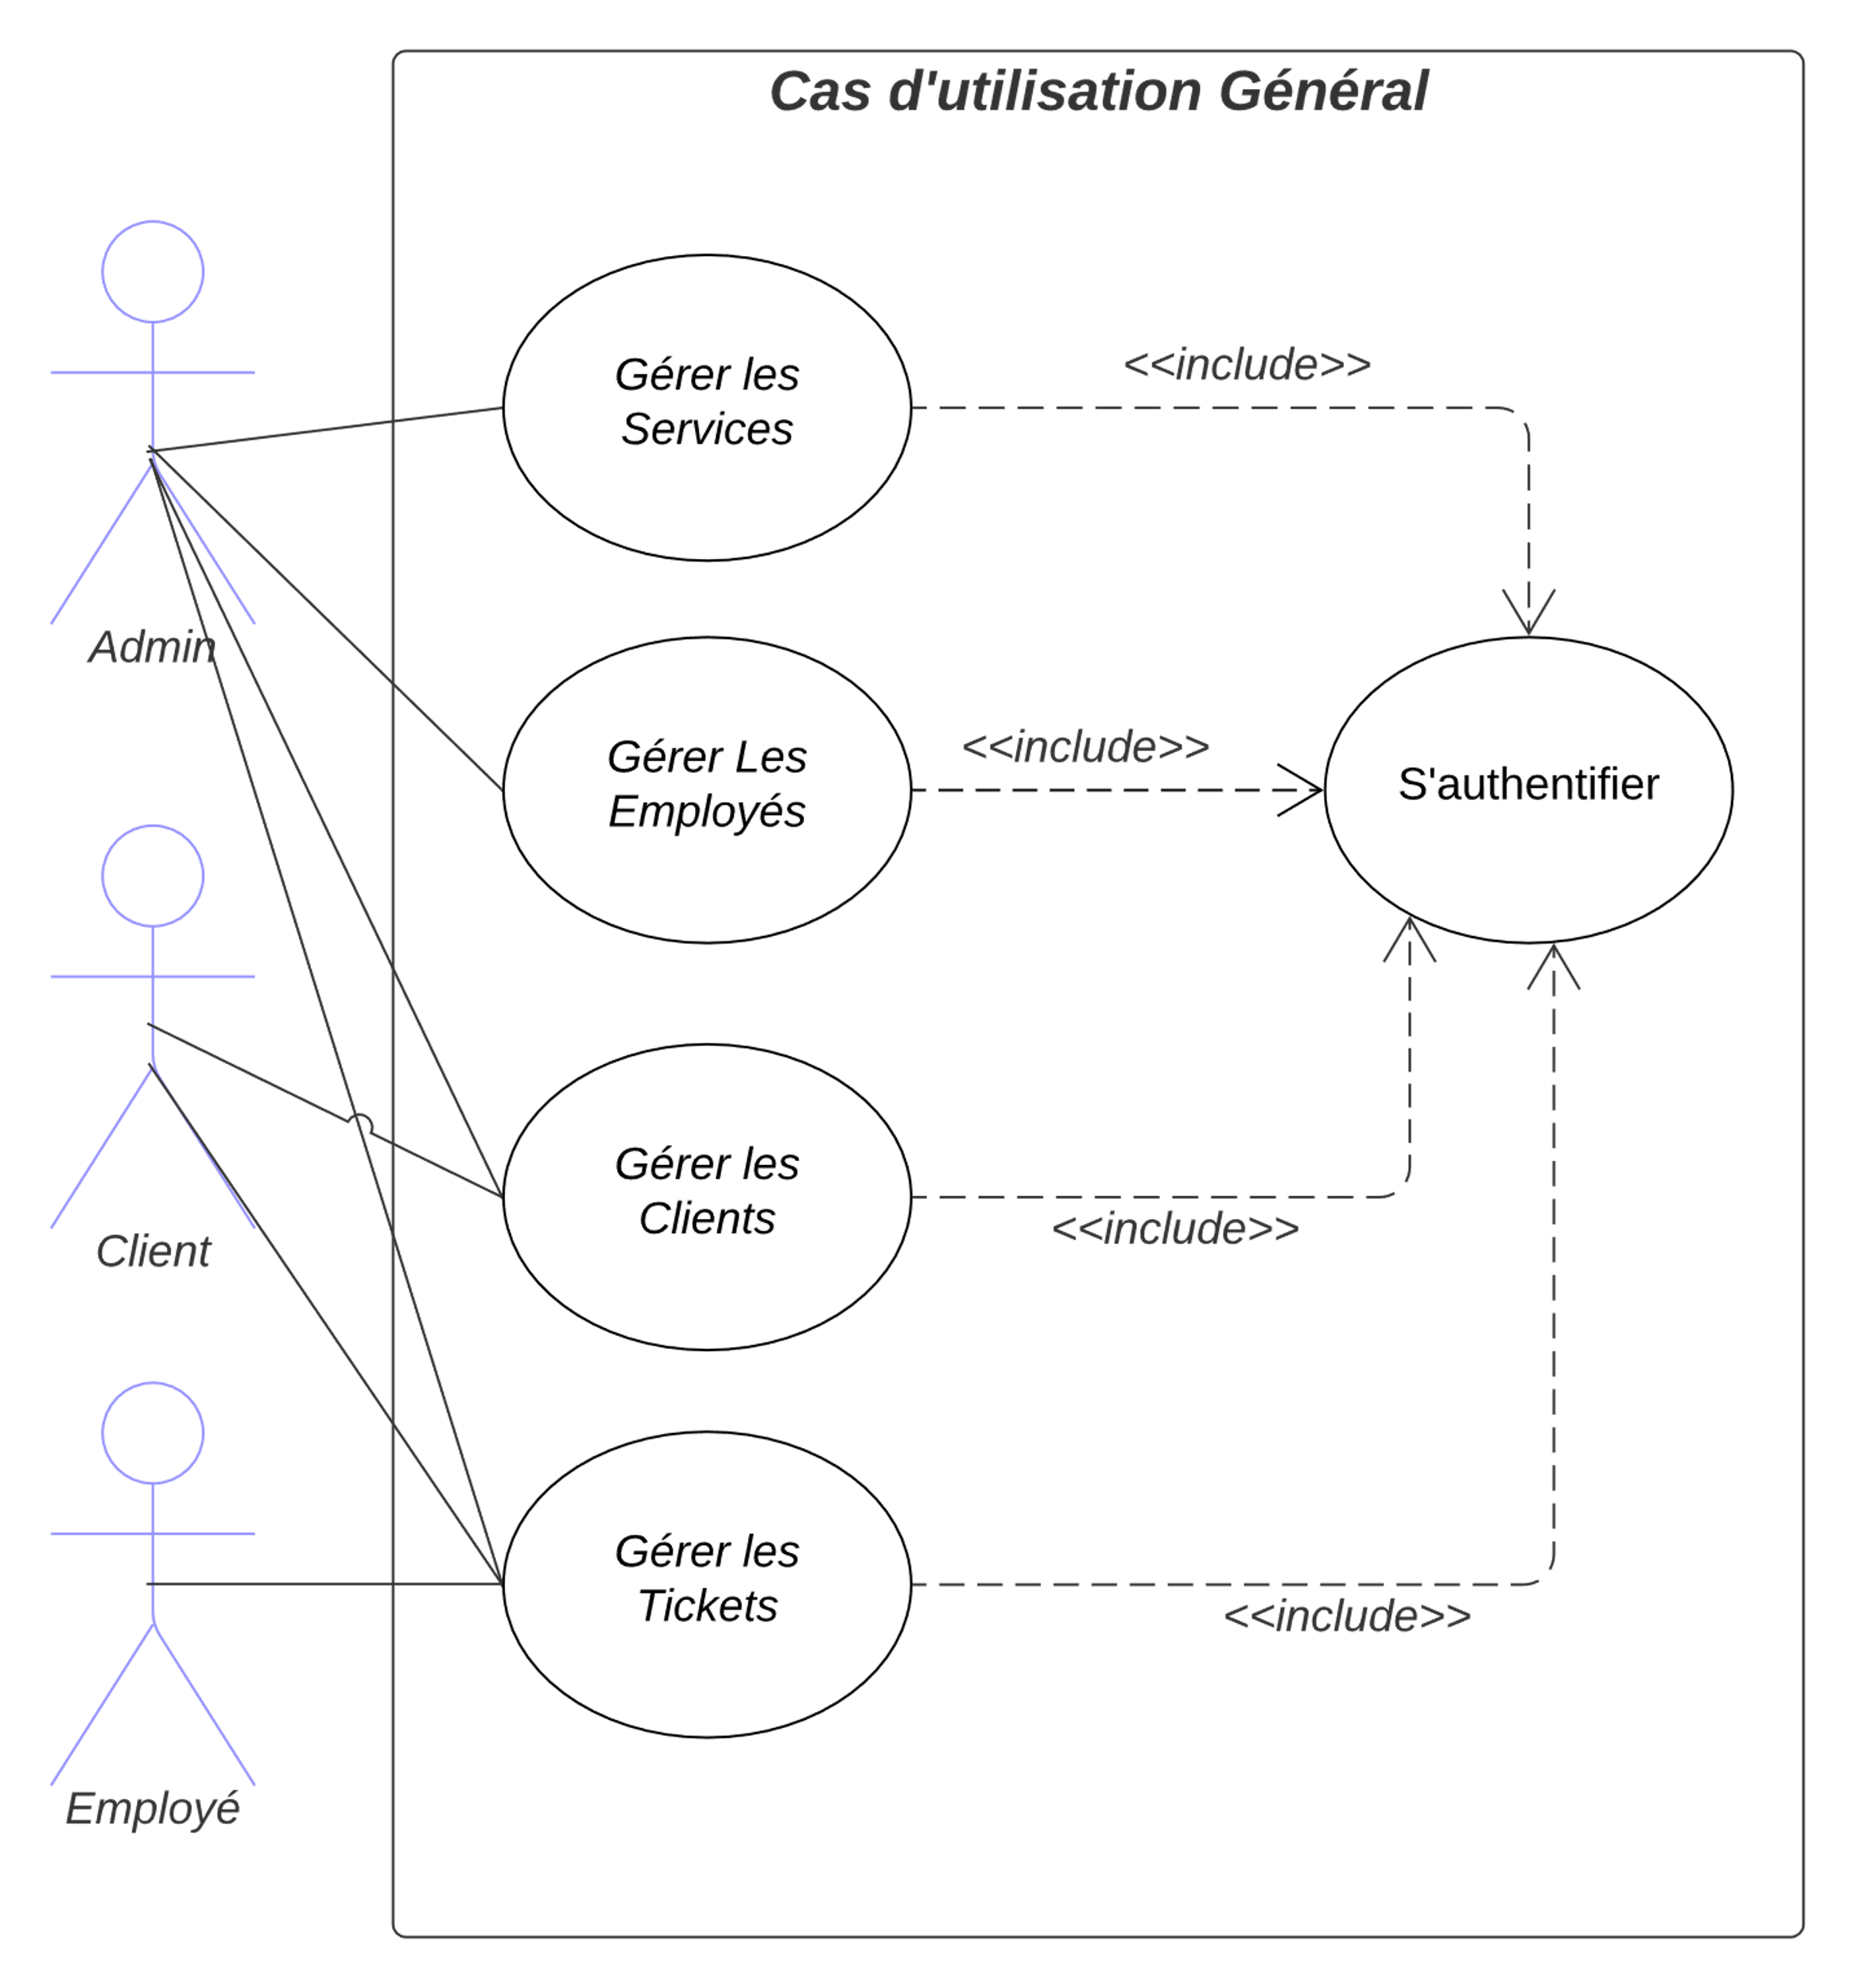 Cas d'utilisation Général
Gérer les
Services
<<include>>
Admin
Gérer Les
Employés
<<include>>
S'authentifier
Gérer les
Clients
<<include>>
Client
Gérer les
Tickets
<<include>>
Employé